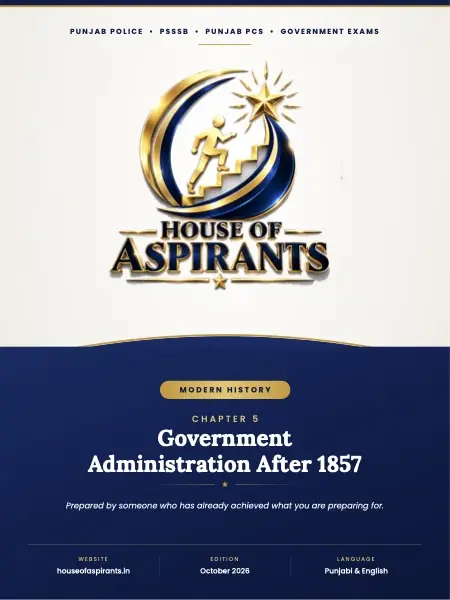 PUNJAB POLICE • PSSSB • PUNJAB PCS • GOVERNMENT EXAMS
HOUSE OF
ASPIRANTS
MODERN HISTORY
CHAPTER 5
Government
Administration After 1857
Prepared by someone who has already achieved what you are preparing for.
WEBSITE
houseofaspirants.in
EDITION
October 2026
LANGUAGE
Punjabi & English